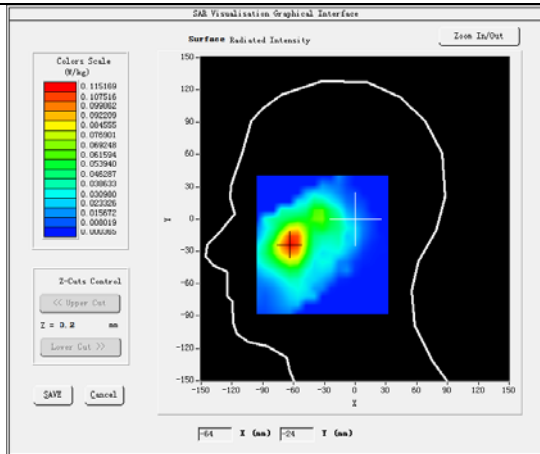 SAR Visualisation Graphical Interface
Surface Radiated Intensity
Zoom In/Out
Colors Scale
(W/kg)
0.115169
0.107516
0.099862
0.092209
0.084555
0.076901
0.069248
0.061594
0.053940
0.046287
0.038633
0.030980
0.023326
0.015672
0.008019
0.000365
150
120
90
60
30
0
-30
-60
-90
-120
-150
Y
-150 -120 -90 -60 -30 0 30 60 90 120 150
X
Z-Cuts Control
<< Upper Cut
Z = 3.2 mm
Lower Cut >>
SAVE Cancel
-64 X (mm) -24 Y (mm)